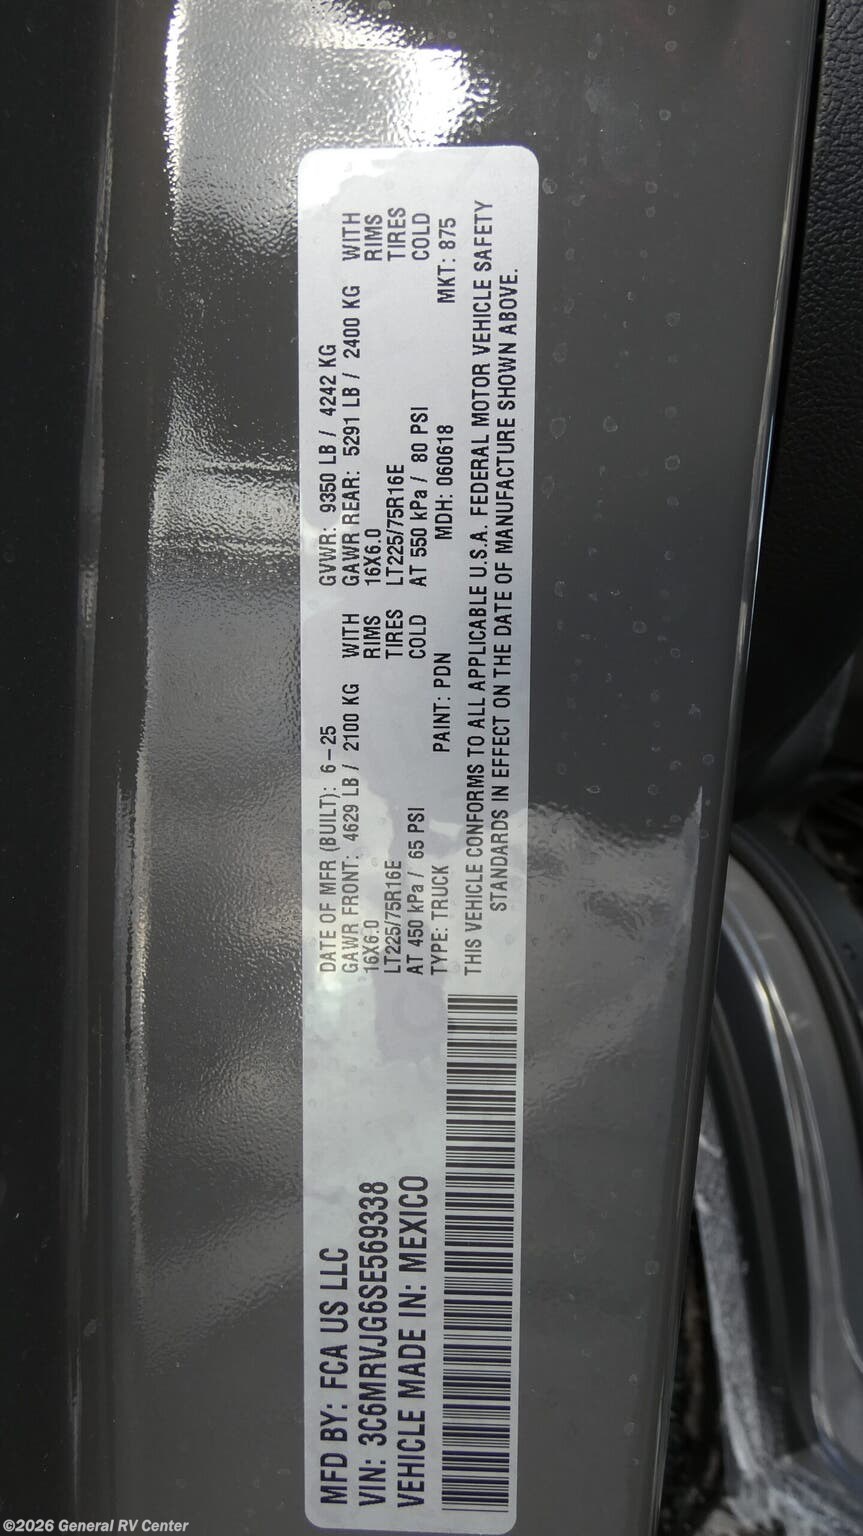 MFD BY: FCA US LLC
VIN: 3C6MRVJG6SE569338
VEHICLE MADE IN: MEXICO
DATE OF MFR (BUILT): 6-25 GVWR: 9350 LB / 4242 KG
GAWR FRONT: 4629 LB / 2100 KG WITH GAWR REAR: 5291 LB / 2400 KG WITH
16X6.0 RIMS 16X6.0 RIMS
LT225/75R16E TIRES LT225/75R16E TIRES
AT 450 kPa / 65 PSI COLD AT 550 kPa / 80 PSI COLD
TYPE: TRUCK PAINT: PDN MDH: 060618 MKT: 875
THIS VEHICLE CONFORMS TO ALL APPLICABLE U.S.A. FEDERAL MOTOR VEHICLE SAFETY
STANDARDS IN EFFECT ON THE DATE OF MANUFACTURE SHOWN ABOVE.
©2026 General RV Center